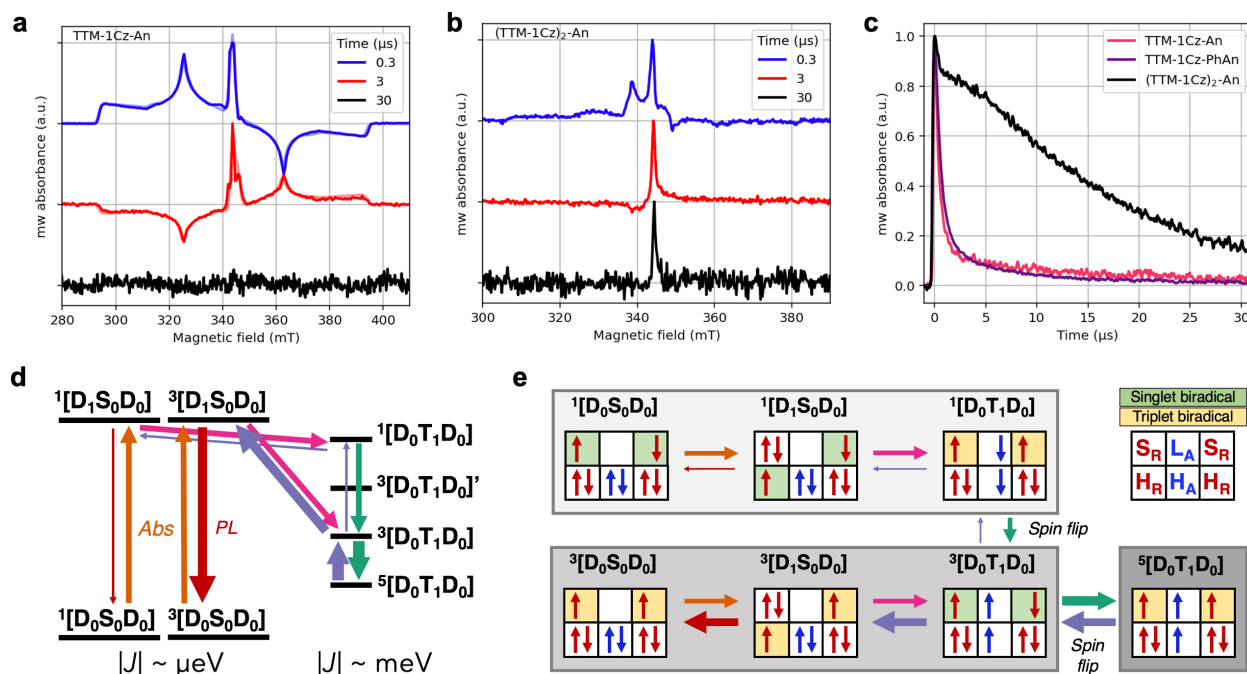 a
TTM-1Cz-An
Time (μs)
0.3
3
30
mw absorbance (a.u.)
280 300 320 340 360 380 400
Magnetic field (mT)
b
(TTM-1Cz)₂-An
Time (μs)
0.3
3
30
mw absorbance (a.u.)
300 320 340 360 380
Magnetic field (mT)
c
TTM-1Cz-An
TTM-1Cz-PhAn
(TTM-1Cz)₂-An
mw absorbance (a.u.)
1.0
0.8
0.6
0.4
0.2
0.0
0 5 10 15 20 25 30
Time (μs)
d
¹[D₁S₀D₀] ³[D₁S₀D₀]
¹[D₀T₁D₀]
³[D₀T₁D₀]'
³[D₀T₁D₀]
⁵[D₀T₁D₀]
Abs PL
¹[D₀S₀D₀] ³[D₀S₀D₀]
|J| ~ μeV |J| ~ meV
e
¹[D₀S₀D₀] ¹[D₁S₀D₀] ¹[D₀T₁D₀]
Singlet biradical
Triplet biradical
S_R L_A S_R
H_R H_A H_R
Spin flip
³[D₀S₀D₀] ³[D₁S₀D₀] ³[D₀T₁D₀] ⁵[D₀T₁D₀]
Spin
flip